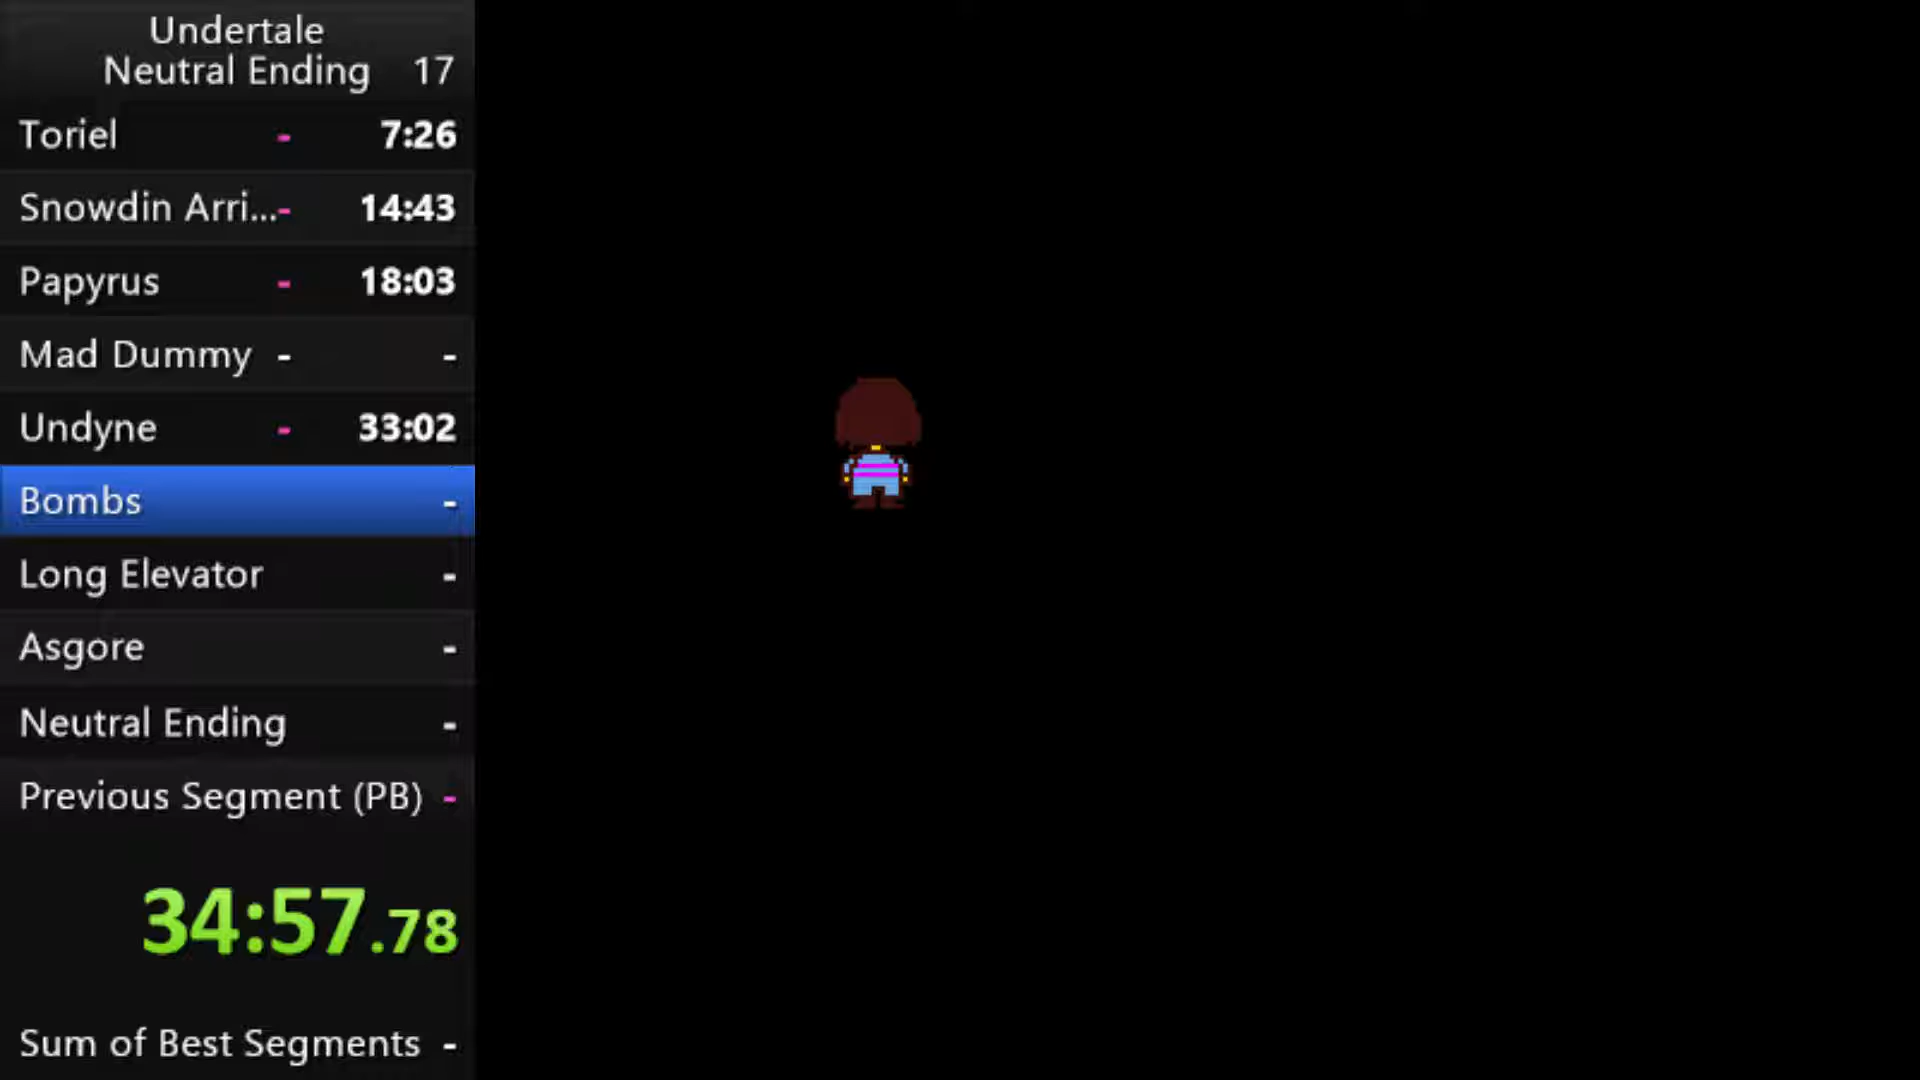 Undertale
Neutral Ending 17
Toriel - 7:26
Snowdin Arri...- 14:43
Papyrus - 18:03
Mad Dummy - -
Undyne - 33:02
Bombs -
Long Elevator -
Asgore -
Neutral Ending -
Previous Segment (PB) -
34:57.78
Sum of Best Segments -